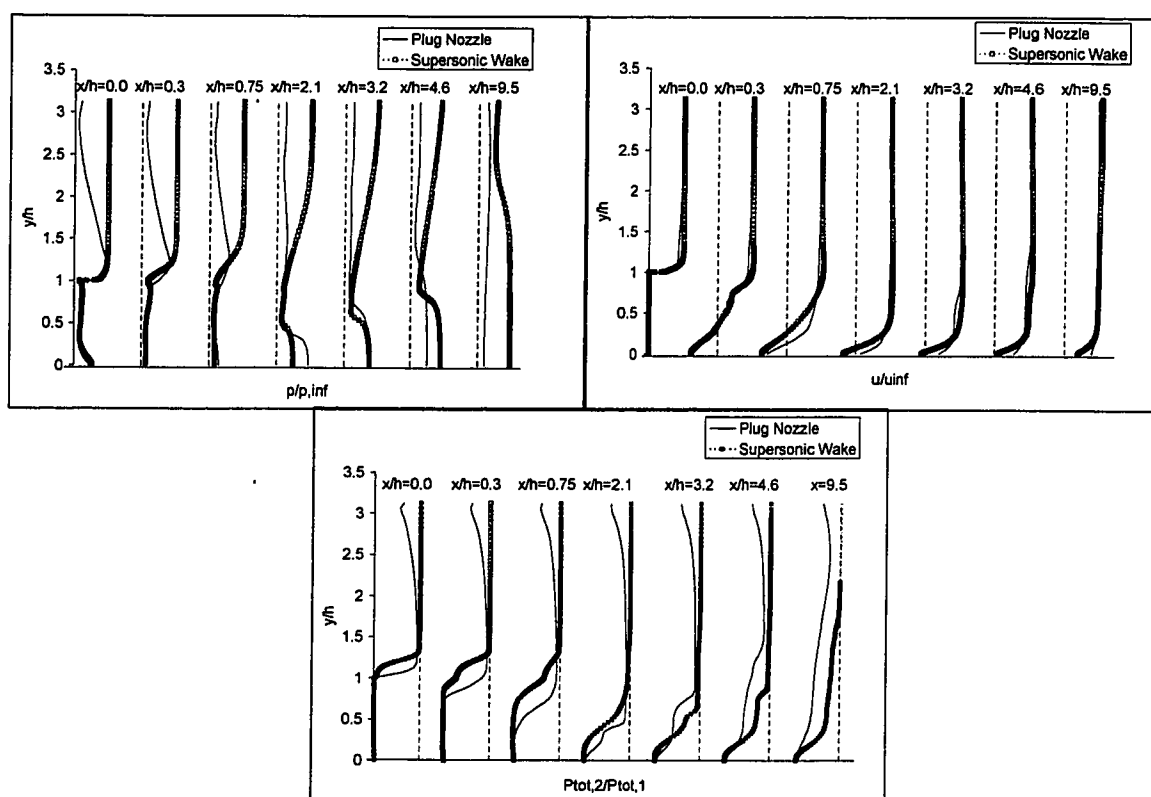 Plug Nozzle
Supersonic Wake
3.5
x/h=0.0 x/h=0.3 x/h=0.75 x/h=2.1 x/h=3.2 x/h=4.6 x/h=9.5
3
2.5
2
y/h
1.5
1
0.5
0
p/p,inf
Plug Nozzle
Supersonic Wake
3.5
x/h=0.0 x/h=0.3 x/h=0.75 x/h=2.1 x/h=3.2 x/h=4.6 x/h=9.5
3
2.5
2
y/h
1.5
1
0.5
0
u/uinf
Plug Nozzle
Supersonic Wake
3.5
x/h=0.0 x/h=0.3 x/h=0.75 x/h=2.1 x/h=3.2 x/h=4.6 x=9.5
3
2.5
2
y/h
1.5
1
0.5
0
Ptot,2/Ptot,1